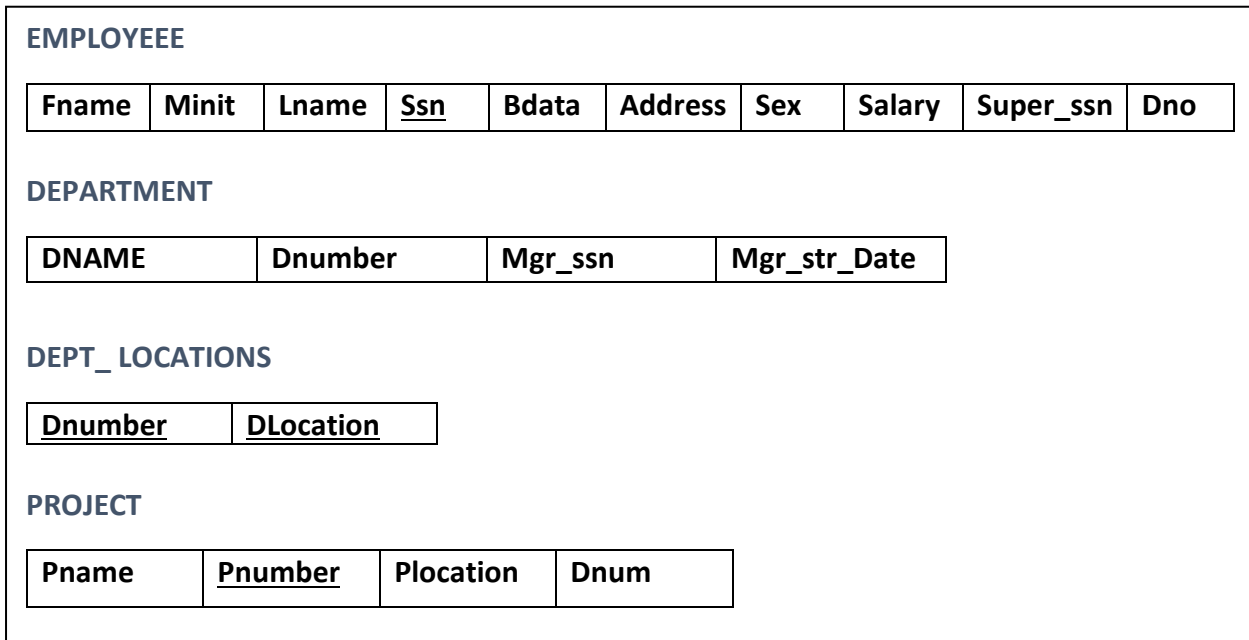 EMPLOYEEE
Fname Minit Lname Ssn Bdata Address Sex Salary Super_ssn Dno
DEPARTMENT
DNAME Dnumber Mgr_ssn Mgr_str_Date
DEPT_ LOCATIONS
Dnumber DLocation
PROJECT
Pname Pnumber Plocation Dnum